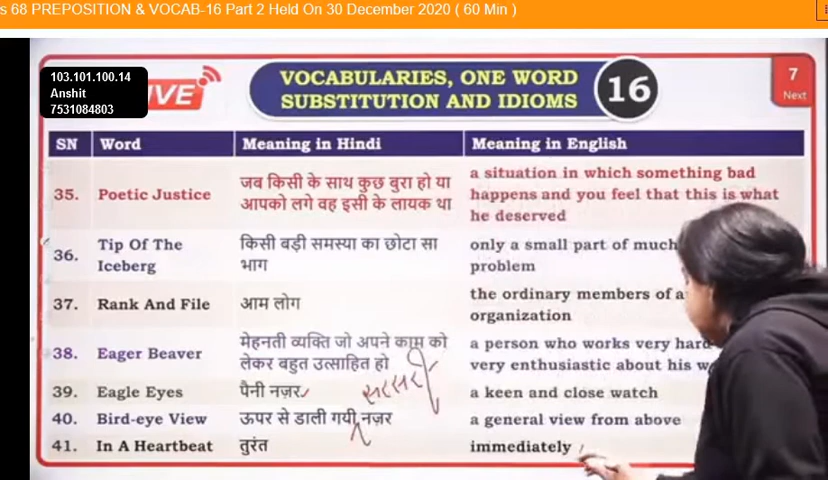 s 68 PREPOSITION & VOCAB-16 Part 2 Held On 30 December 2020 ( 60 Min )
103.101.100.14
Anshit
7531084803
VE
VOCABULARIES, ONE WORD
SUBSTITUTION AND IDIOMS
16
7
Next
SN Word Meaning in Hindi Meaning in English
35. Poetic Justice जब किसी के साथ कुछ बुरा हो या a situation in which something bad
आपको लगे वह इसी के लायक था happens and you feel that this is what
he deserved
36. Tip Of The किसी बड़ी समस्या का छोटा सा only a small part of much
Iceberg भाग problem
37. Rank And File आम लोग the ordinary members of a
organization
38. Eager Beaver मेहनती व्यक्ति जो अपने काम को a person who works very hard
लेकर बहुत उत्साहित हो very enthusiastic about his w
39. Eagle Eyes पैनी नज़र a keen and close watch
सरसरी
40. Bird-eye View ऊपर से डाली गयी नज़र a general view from above
41. In A Heartbeat तुरंत immediately